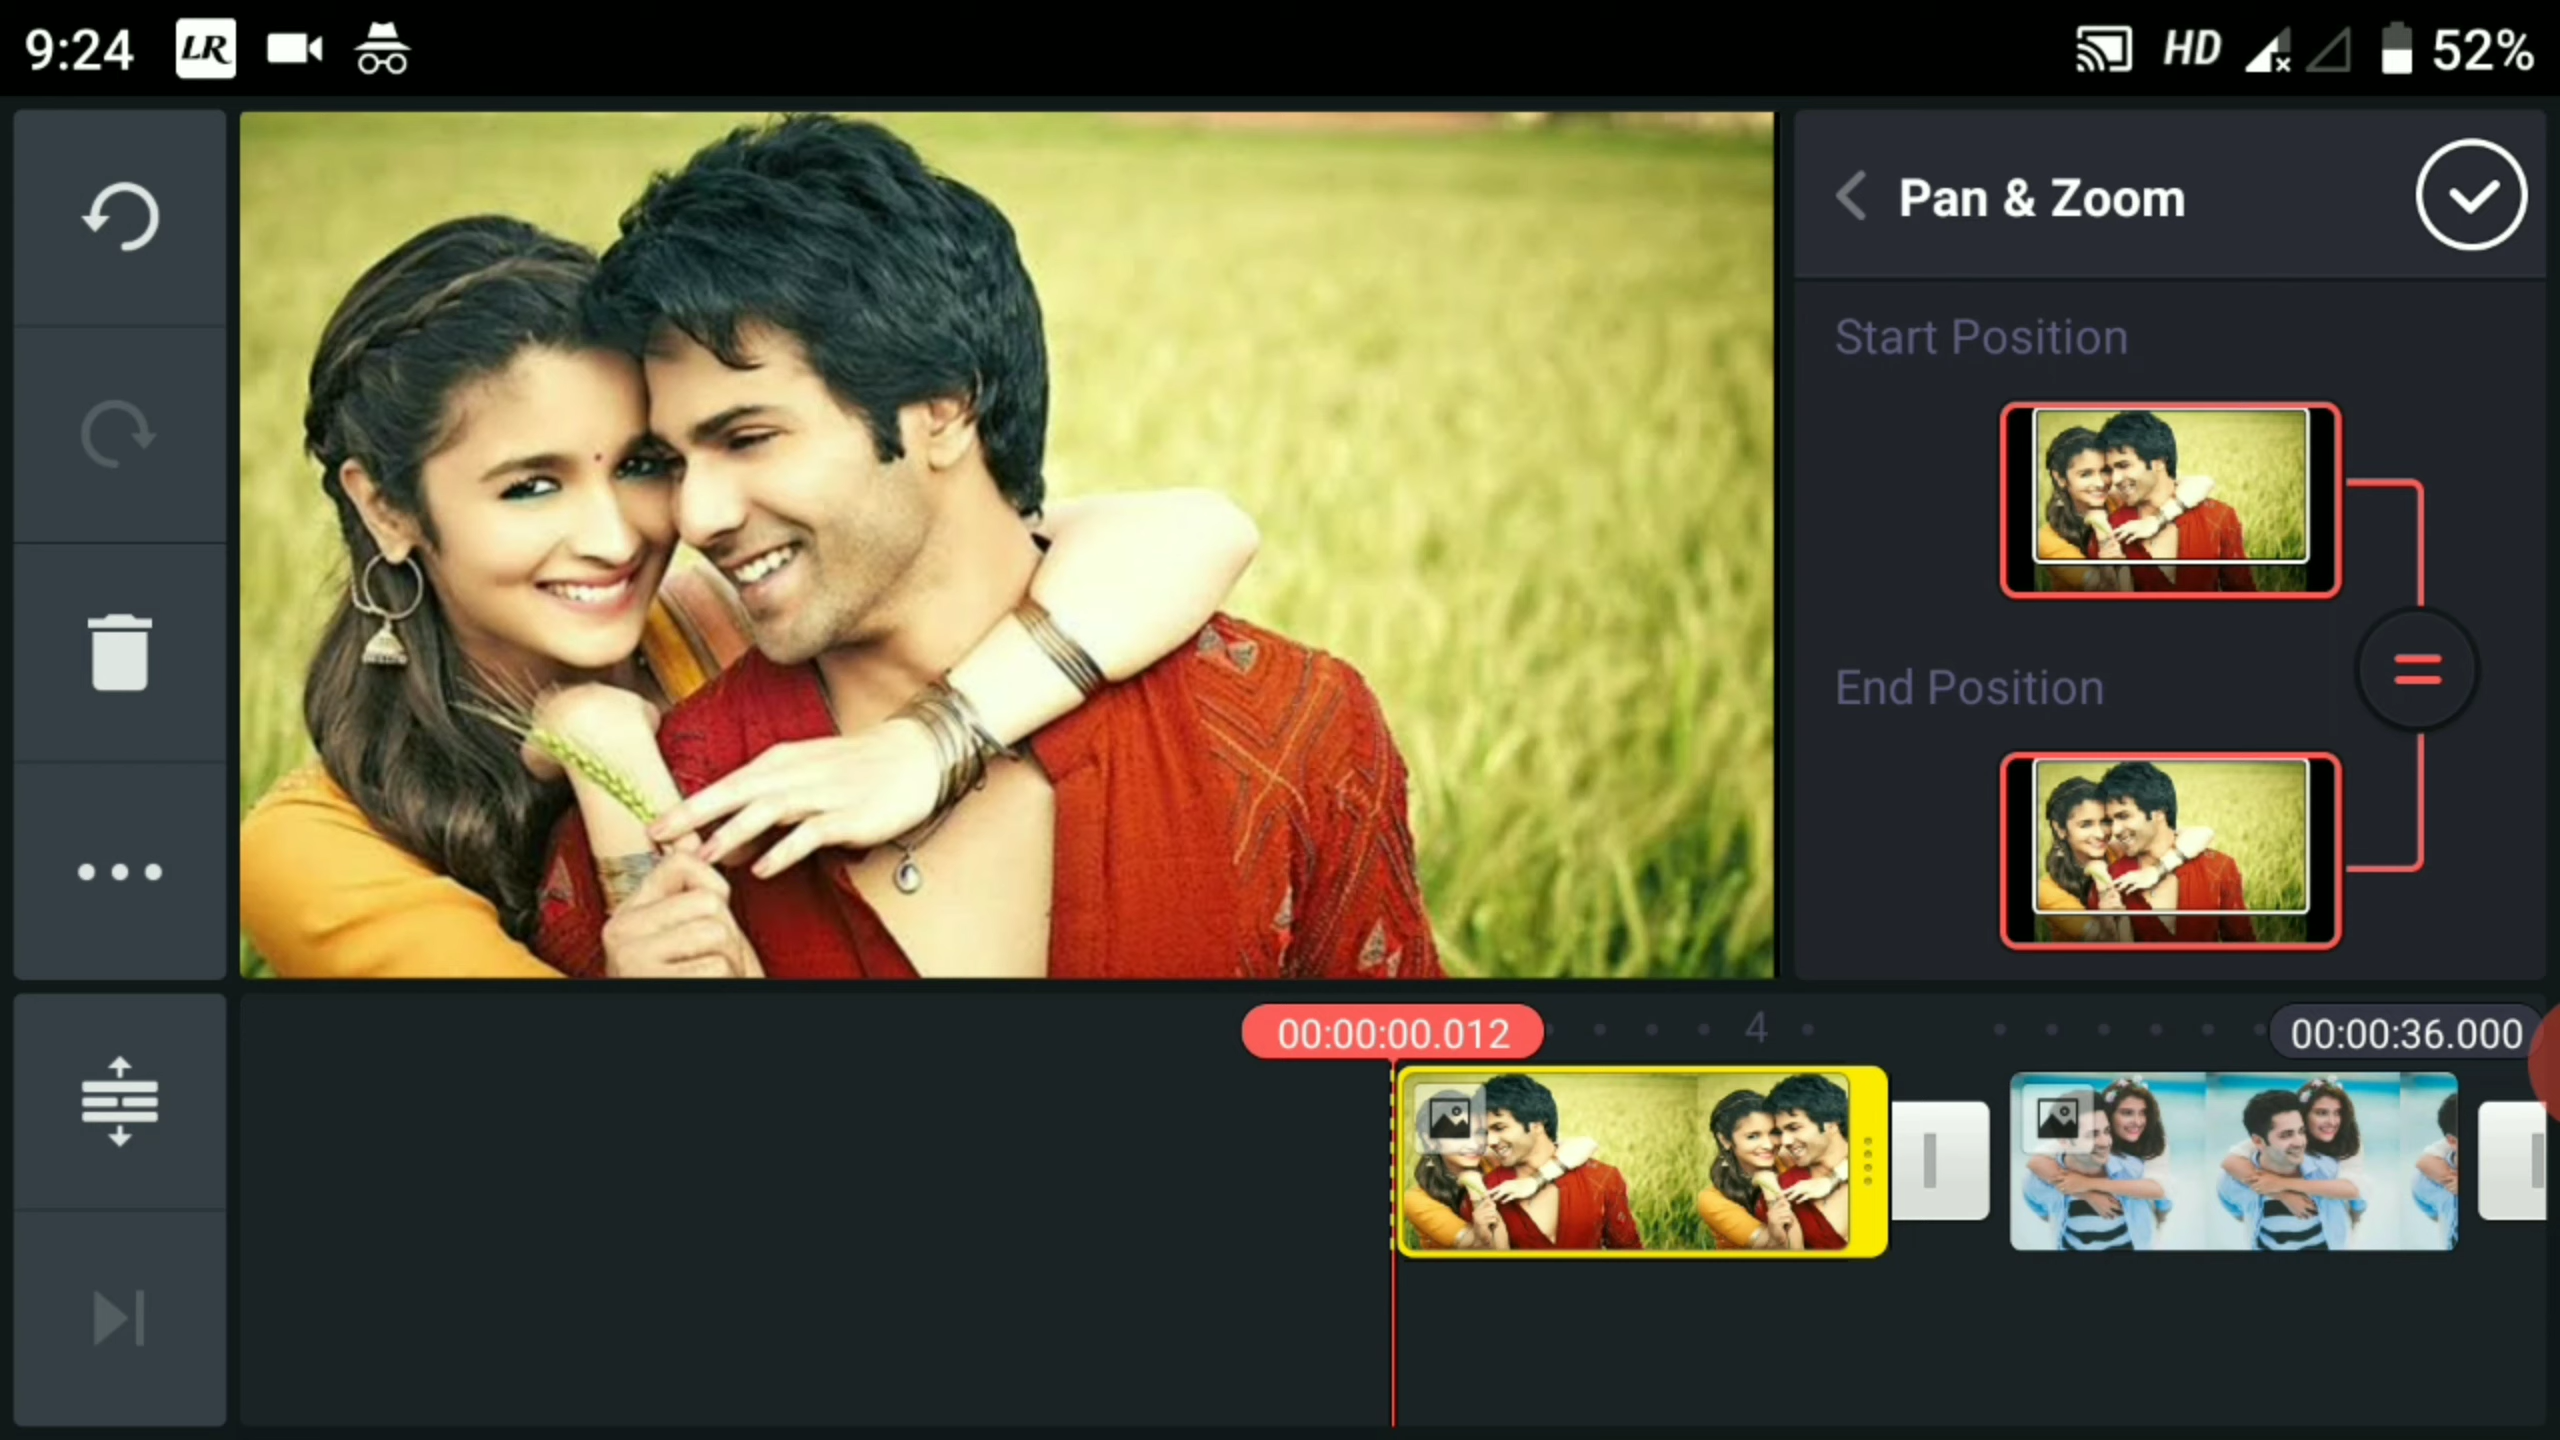 9:24 LR HD 52%
Pan & Zoom
Start Position
End Position
00:00:00.012 4 00:00:36.000